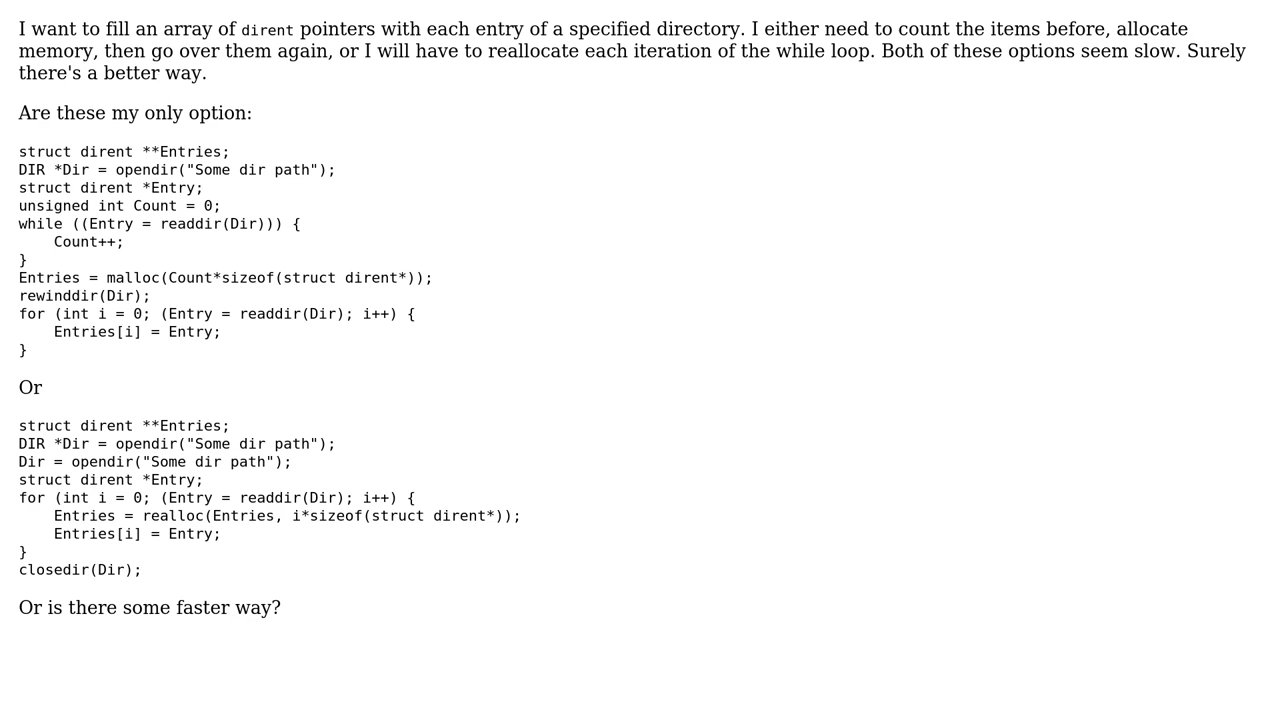 I want to fill an array of dirent pointers with each entry of a specified directory. I either need to count the items before, allocate
memory, then go over them again, or I will have to reallocate each iteration of the while loop. Both of these options seem slow. Surely
there's a better way.
Are these my only option:
struct dirent **Entries;
DIR *Dir = opendir("Some dir path");
struct dirent *Entry;
unsigned int Count = 0;
while ((Entry = readdir(Dir))) {
    Count++;
}
Entries = malloc(Count*sizeof(struct dirent*));
rewinddir(Dir);
for (int i = 0; (Entry = readdir(Dir); i++) {
    Entries[i] = Entry;
}
Or
struct dirent **Entries;
DIR *Dir = opendir("Some dir path");
Dir = opendir("Some dir path");
struct dirent *Entry;
for (int i = 0; (Entry = readdir(Dir); i++) {
    Entries = realloc(Entries, i*sizeof(struct dirent*));
    Entries[i] = Entry;
}
closedir(Dir);
Or is there some faster way?